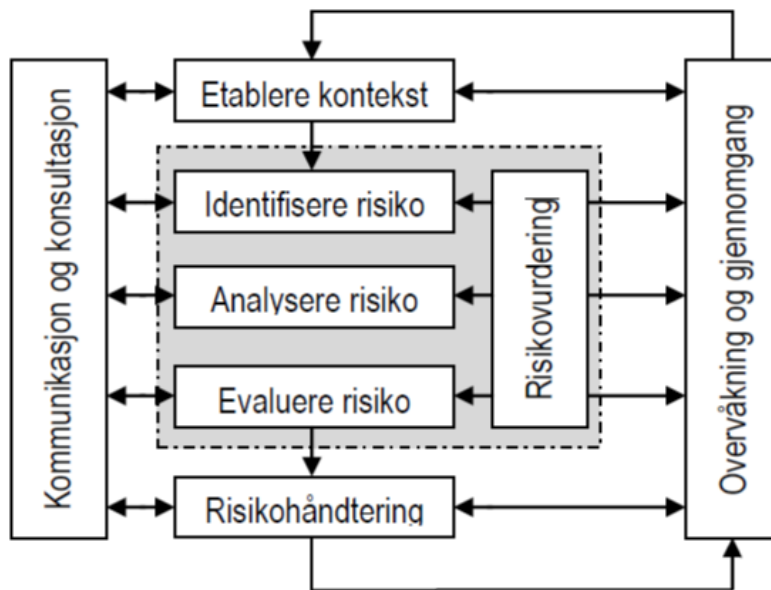 Etablere kontekst
Identifisere risiko
Analysere risiko
Evaluere risiko
Risikohåndtering
Kommunikasjon og konsultasjon
Risikovurdering
Overvåkning og gjennomgang